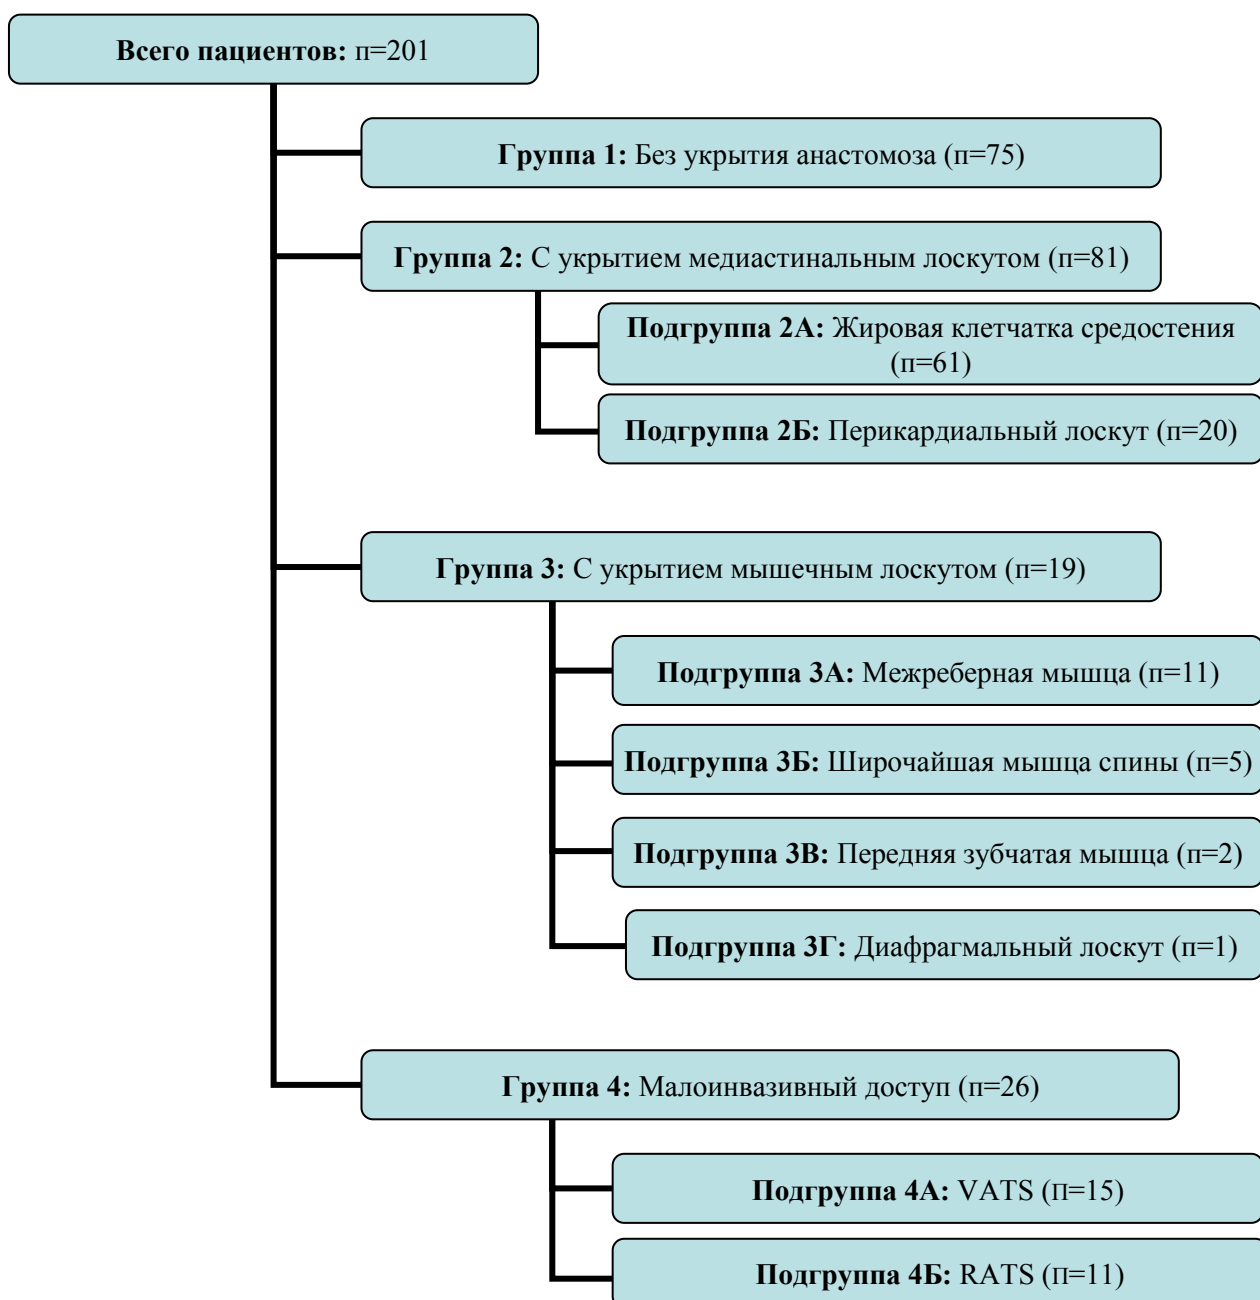 Всего пациентов: п=201
Группа 1: Без укрытия анастомоза (п=75)
Группа 2: С укрытием медиастинальным лоскутом (п=81)
Подгруппа 2А: Жировая клетчатка средостения
(п=61)
Подгруппа 2Б: Перикардиальный лоскут (п=20)
Группа 3: С укрытием мышечным лоскутом (п=19)
Подгруппа 3А: Межреберная мышца (п=11)
Подгруппа 3Б: Широчайшая мышца спины (п=5)
Подгруппа 3В: Передняя зубчатая мышца (п=2)
Подгруппа 3Г: Диафрагмальный лоскут (п=1)
Группа 4: Малоинвазивный доступ (п=26)
Подгруппа 4А: VATS (П=15)
Подгруппа 4Б: RATS (П=11)